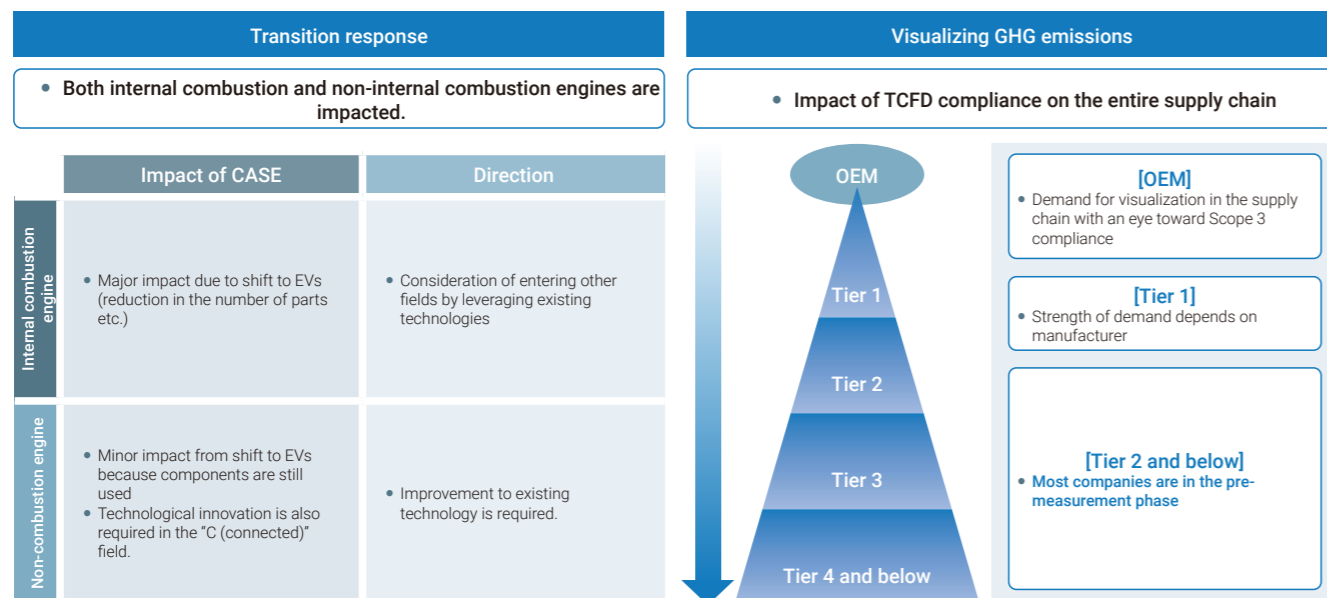 Transition response
• Both internal combustion and non-internal combustion engines are
impacted.
Impact of CASE
Direction
Internal combustion
engine
• Major impact due to shift to EVs
(reduction in the number of parts
etc.)
• Consideration of entering other
fields by leveraging existing
technologies
Non-combustion engine
• Minor impact from shift to EVs
because components are still
used
• Technological innovation is also
required in the “C (connected)”
field.
• Improvement to existing
technology is required.
Visualizing GHG emissions
• Impact of TCFD compliance on the entire supply chain
OEM
Tier 1
Tier 2
Tier 3
Tier 4 and below
[OEM]
• Demand for visualization in the supply
chain with an eye toward Scope 3
compliance
[Tier 1]
• Strength of demand depends on
manufacturer
[Tier 2 and below]
• Most companies are in the pre-
measurement phase